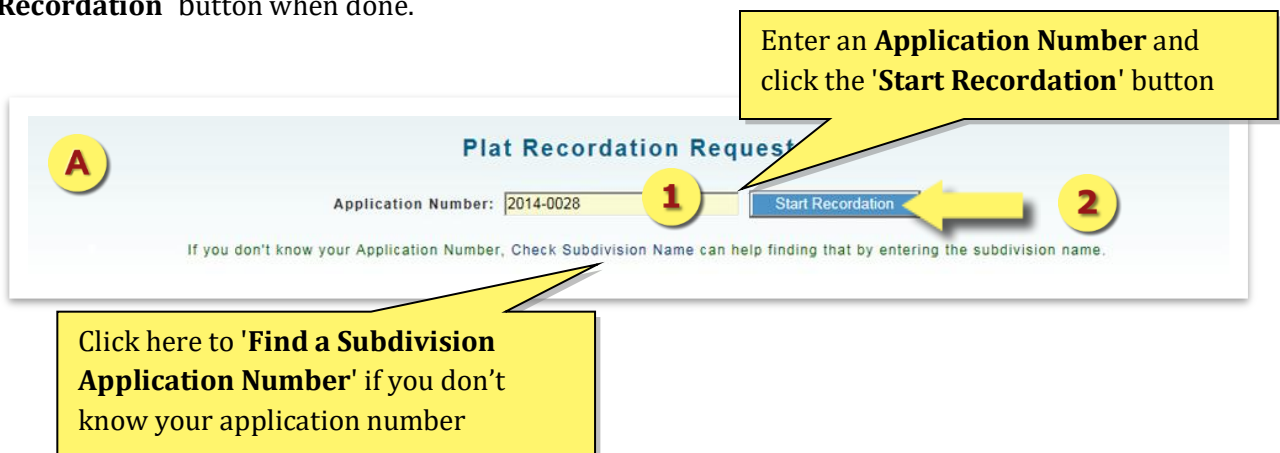 Recordation' button when done.
Enter an Application Number and
click the 'Start Recordation' button
A
Plat Recordation Request
Application Number: 2014-0028
1
Start Recordation
2
If you don't know your Application Number, Check Subdivision Name can help finding that by entering the subdivision name.
Click here to 'Find a Subdivision
Application Number' if you don’t
know your application number